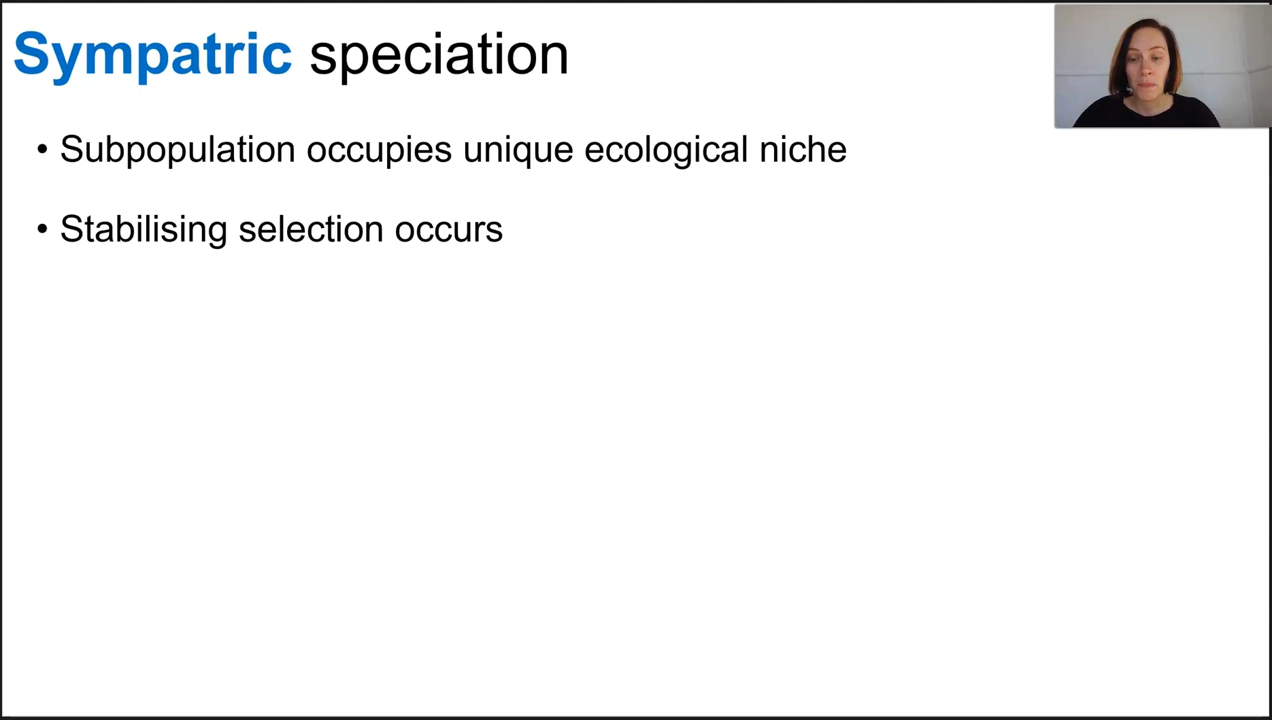 Sympatric speciation
• Subpopulation occupies unique ecological niche
• Stabilising selection occurs